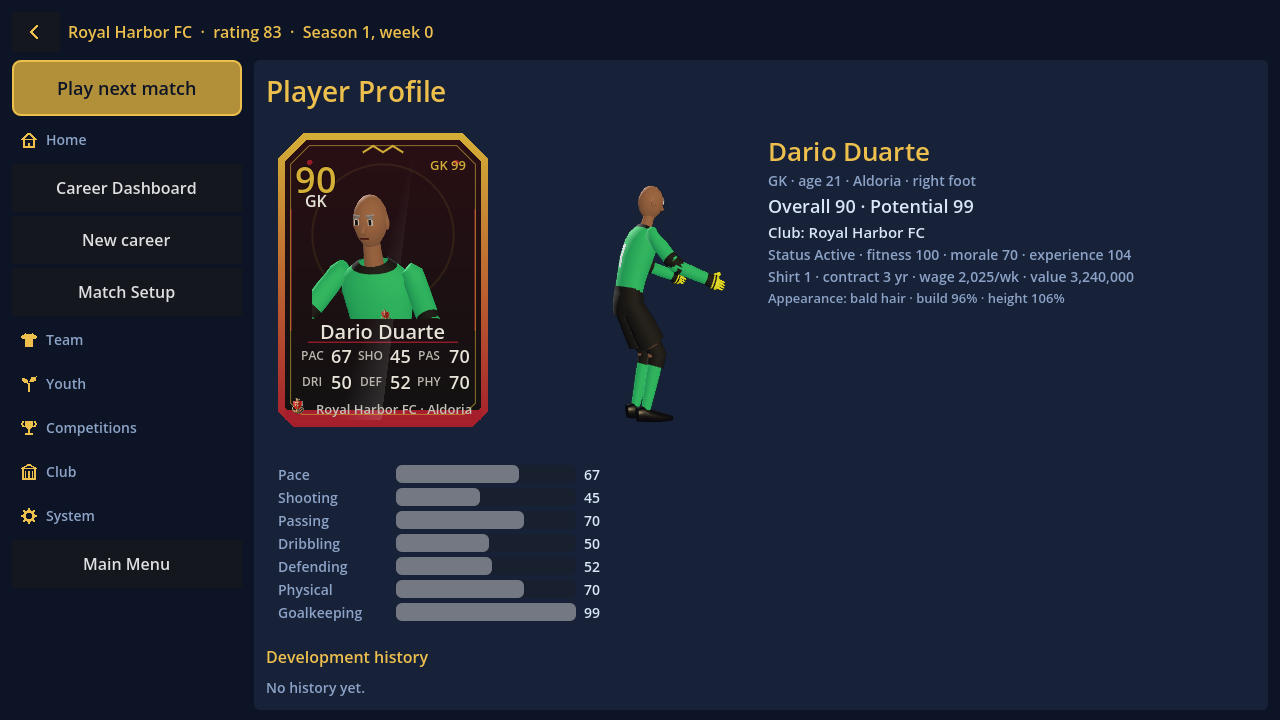 Royal Harbor FC · rating 83 · Season 1, week 0
Play next match
Home
Career Dashboard
New career
Match Setup
Team
Youth
Competitions
Club
System
Main Menu
Player Profile
90
GK
GK 99
Dario Duarte
PAC 67 SHO 45 PAS 70
DRI 50 DEF 52 PHY 70
Royal Harbor FC · Aldoria
Dario Duarte
GK · age 21 · Aldoria · right foot
Overall 90 · Potential 99
Club: Royal Harbor FC
Status Active · fitness 100 · morale 70 · experience 104
Shirt 1 · contract 3 yr · wage 2,025/wk · value 3,240,000
Appearance: bald hair · build 96% · height 106%
Pace 67
Shooting 45
Passing 70
Dribbling 50
Defending 52
Physical 70
Goalkeeping 99
Development history
No history yet.